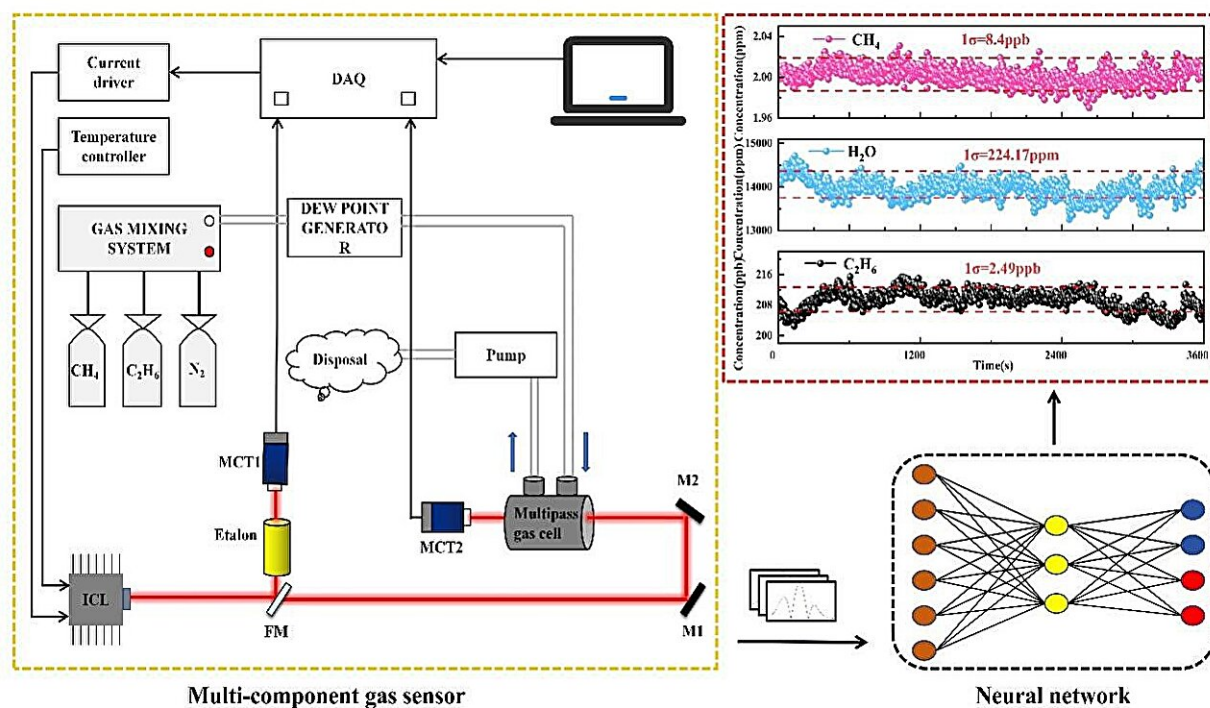 Current
driver
DAQ
Temperature
controller
GAS MIXING
SYSTEM
DEW POINT
GENERATO
R
CH₄
C₂H₆
N₂
Disposal
Pump
MCT1
Etalon
MCT2
Multipass
gas cell
M2
ICL
FM
M1
Multi-component gas sensor
CH₄
1σ=8.4ppb
Concentration(ppm)
2.04
2.00
1.96
H₂O
1σ=224.17ppm
Concentration(ppm)
15000
14000
13000
C₂H₆
1σ=2.49ppb
Concentration(ppb)
216
208
200
0
1200
2400
3600
Time(s)
Neural network